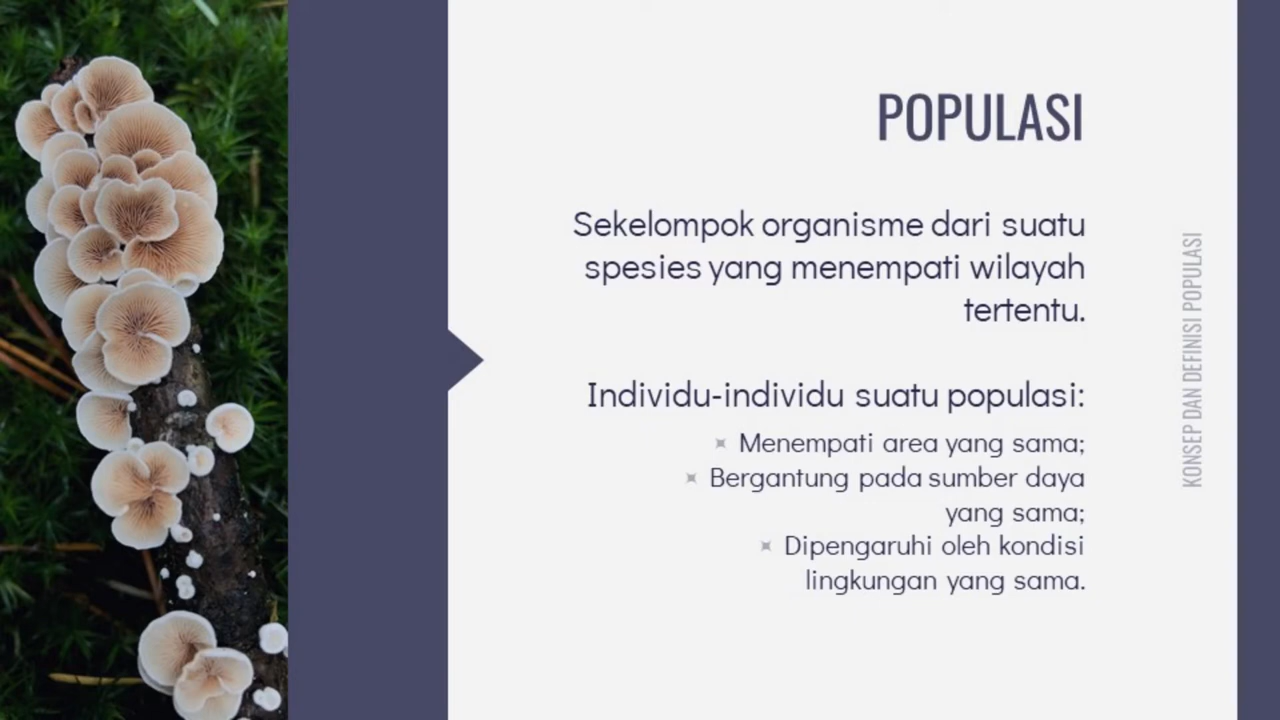 POPULASI
Sekelompok organisme dari suatu
spesies yang menempati wilayah
tertentu.
Individu-individu suatu populasi:
Menempati area yang sama;
Bergantung pada sumber daya
yang sama;
Dipengaruhi oleh kondisi
lingkungan yang sama.
KONSEP DAN DEFINISI POPULASI